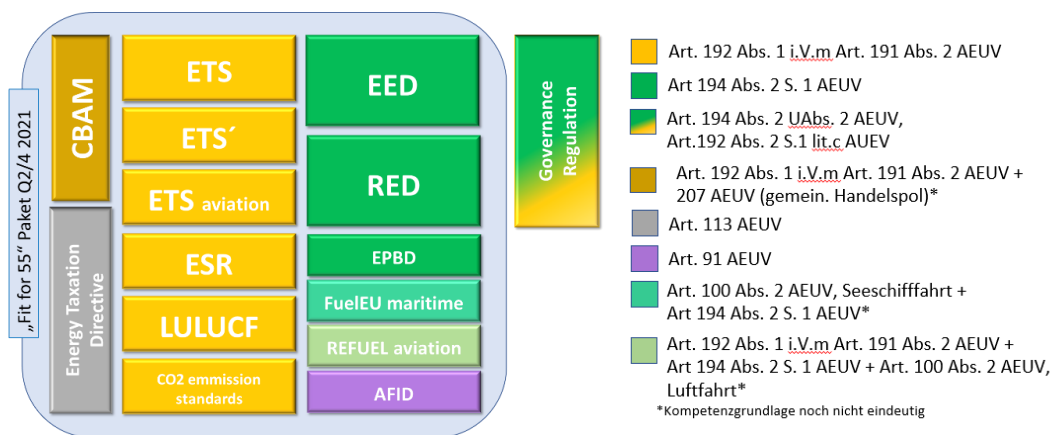 „Fit for 55“ Paket Q2/4 2021
CBAM
Energy Taxation
Directive
ETS
ETS´
ETS aviation
ESR
LULUCF
CO2 emmission
standards
EED
RED
EPBD
FuelEU maritime
REFUEL aviation
AFID
Governance
Regulation
Art. 192 Abs. 1 i.V.m Art. 191 Abs. 2 AEUV
Art 194 Abs. 2 S. 1 AEUV
Art. 194 Abs. 2 UAbs. 2 AEUV,
Art.192 Abs. 2 S.1 lit.c AUEV
Art. 192 Abs. 1 i.V.m Art. 191 Abs. 2 AEUV +
207 AEUV (gemein. Handelspol)*
Art. 113 AEUV
Art. 91 AEUV
Art. 100 Abs. 2 AEUV, Seeschifffahrt +
Art 194 Abs. 2 S. 1 AEUV*
Art. 192 Abs. 1 i.V.m Art. 191 Abs. 2 AEUV +
Art 194 Abs. 2 S. 1 AEUV + Art. 100 Abs. 2 AEUV,
Luftfahrt*
*Kompetenzgrundlage noch nicht eindeutig